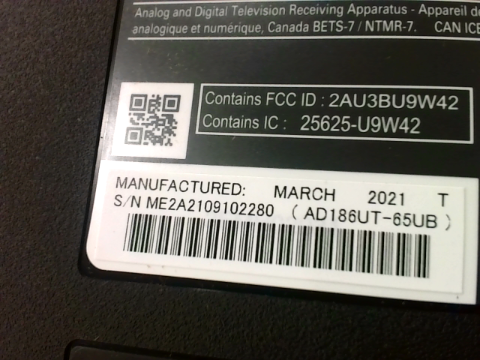 Analog and Digital Television Receiving Apparatus - Appareil de
analogique et numérique, Canada BETS-7 / NTMR-7. CAN ICE
Contains FCC ID : 2AU3BU9W42
Contains IC : 25625-U9W42
MANUFACTURED: MARCH 2021 T
S/N ME2A2109102280 ( AD186UT-65UB )